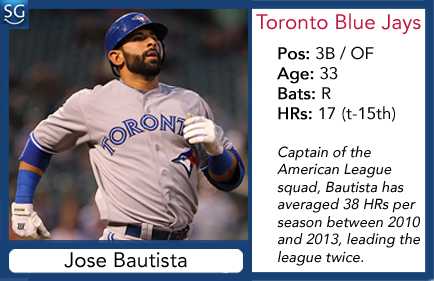 SG
Toronto Blue Jays
Pos: 3B / OF
Age: 33
Bats: R
HRs: 17 (t-15th)
Captain of the
American League
squad, Bautista has
averaged 38 HRs per
season between 2010
and 2013, leading the
league twice.
TORONTO
Jose Bautista